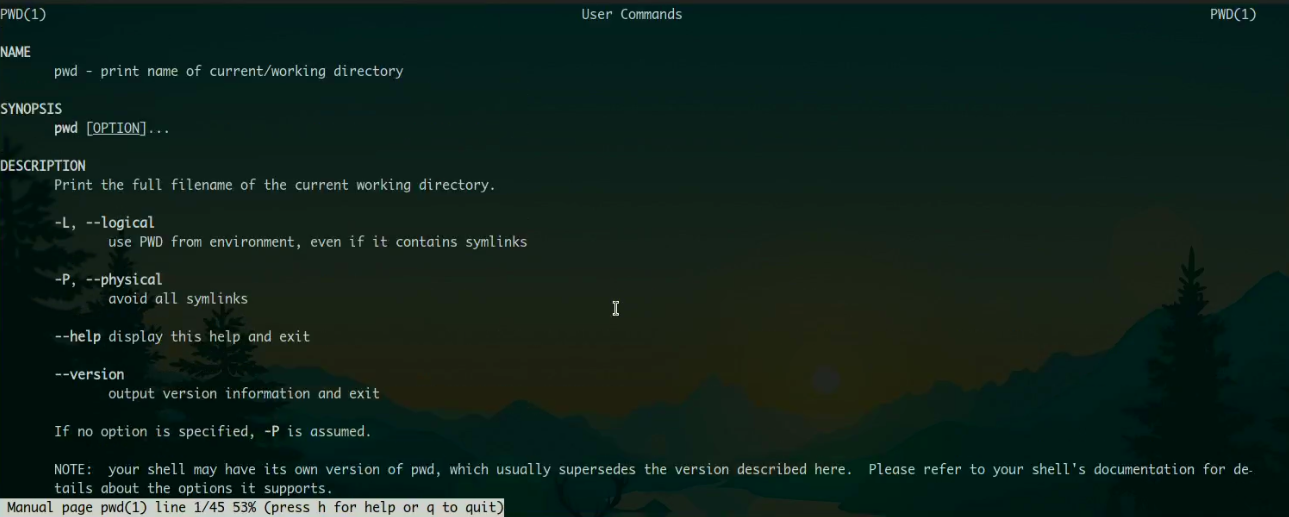 PWD(1) User Commands PWD(1)
NAME
pwd - print name of current/working directory
SYNOPSIS
pwd [OPTION]...
DESCRIPTION
Print the full filename of the current working directory.
-L, --logical
use PWD from environment, even if it contains symlinks
-P, --physical
avoid all symlinks
--help display this help and exit
--version
output version information and exit
If no option is specified, -P is assumed.
NOTE:  your shell may have its own version of pwd, which usually supersedes the version described here.  Please refer to your shell's documentation for de-
tails about the options it supports.
Manual page pwd(1) line 1/45 53% (press h for help or q to quit)